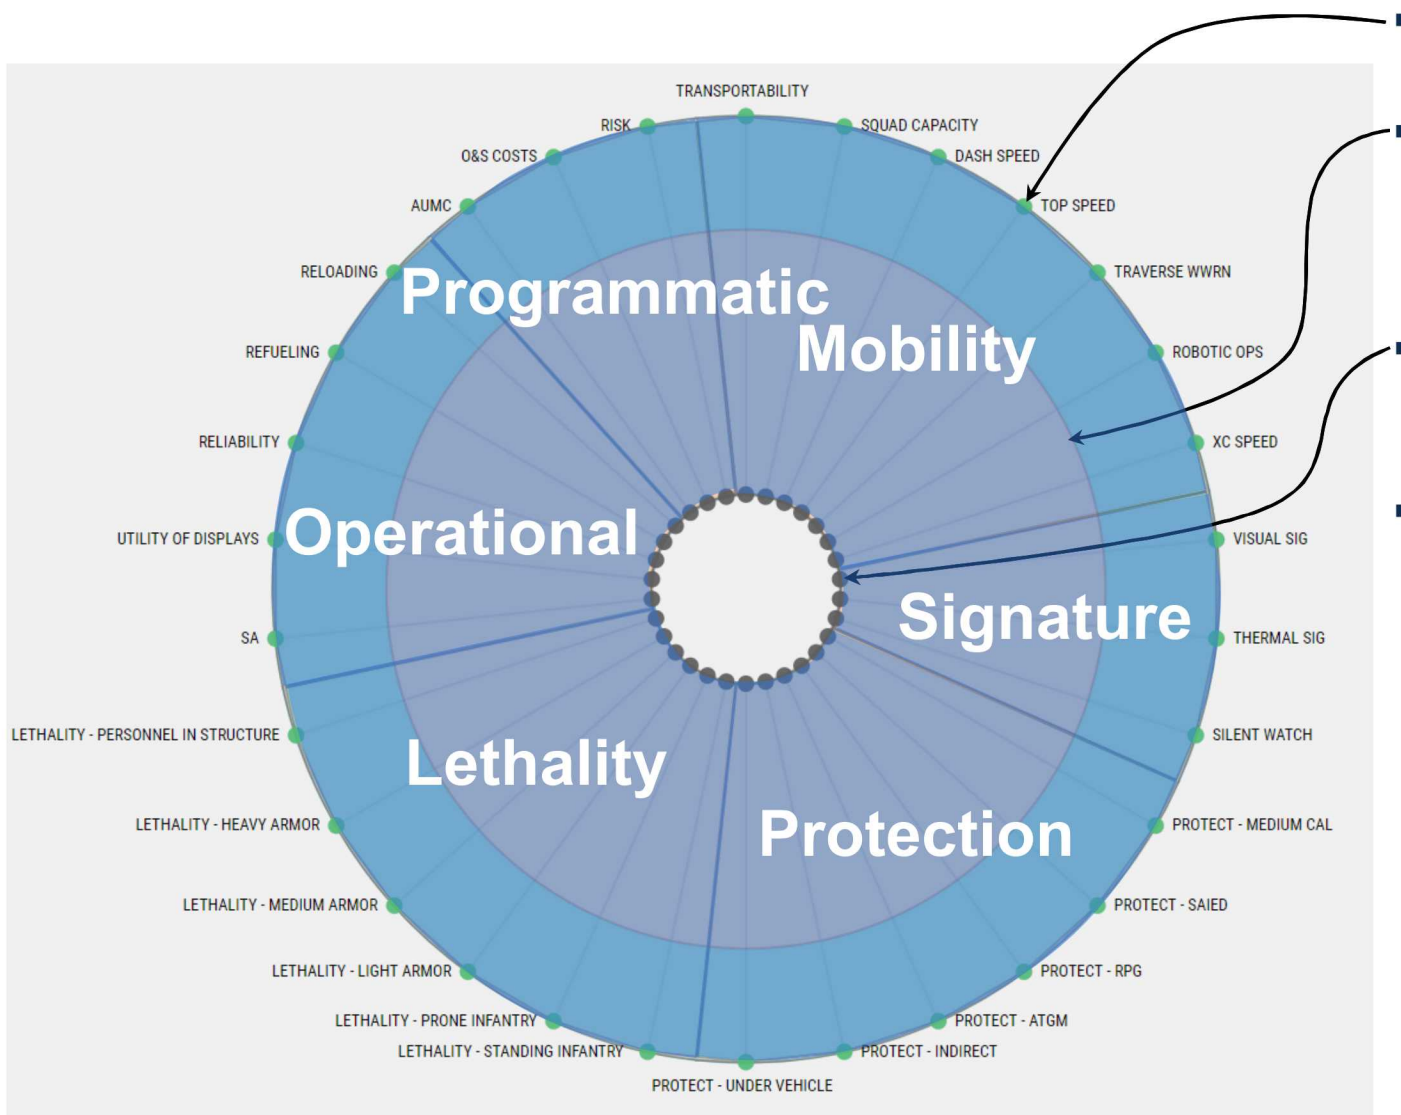 TRANSPORTABILITY
RISK
SQUAD CAPACITY
O&S COSTS
DASH SPEED
AUMC
TOP SPEED
RELOADING
TRAVERSE WWRN
Programmatic
Mobility
REFUELING
ROBOTIC OPS
RELIABILITY
XC SPEED
Operational
UTILITY OF DISPLAYS
VISUAL SIG
Signature
SA
THERMAL SIG
LETHALITY - PERSONNEL IN STRUCTURE
SILENT WATCH
Lethality
LETHALITY - HEAVY ARMOR
PROTECT - MEDIUM CAL
Protection
LETHALITY - MEDIUM ARMOR
PROTECT - SAIED
LETHALITY - LIGHT ARMOR
PROTECT - RPG
LETHALITY - PRONE INFANTRY
PROTECT - ATGM
LETHALITY - STANDING INFANTRY
PROTECT - INDIRECT
PROTECT - UNDER VEHICLE